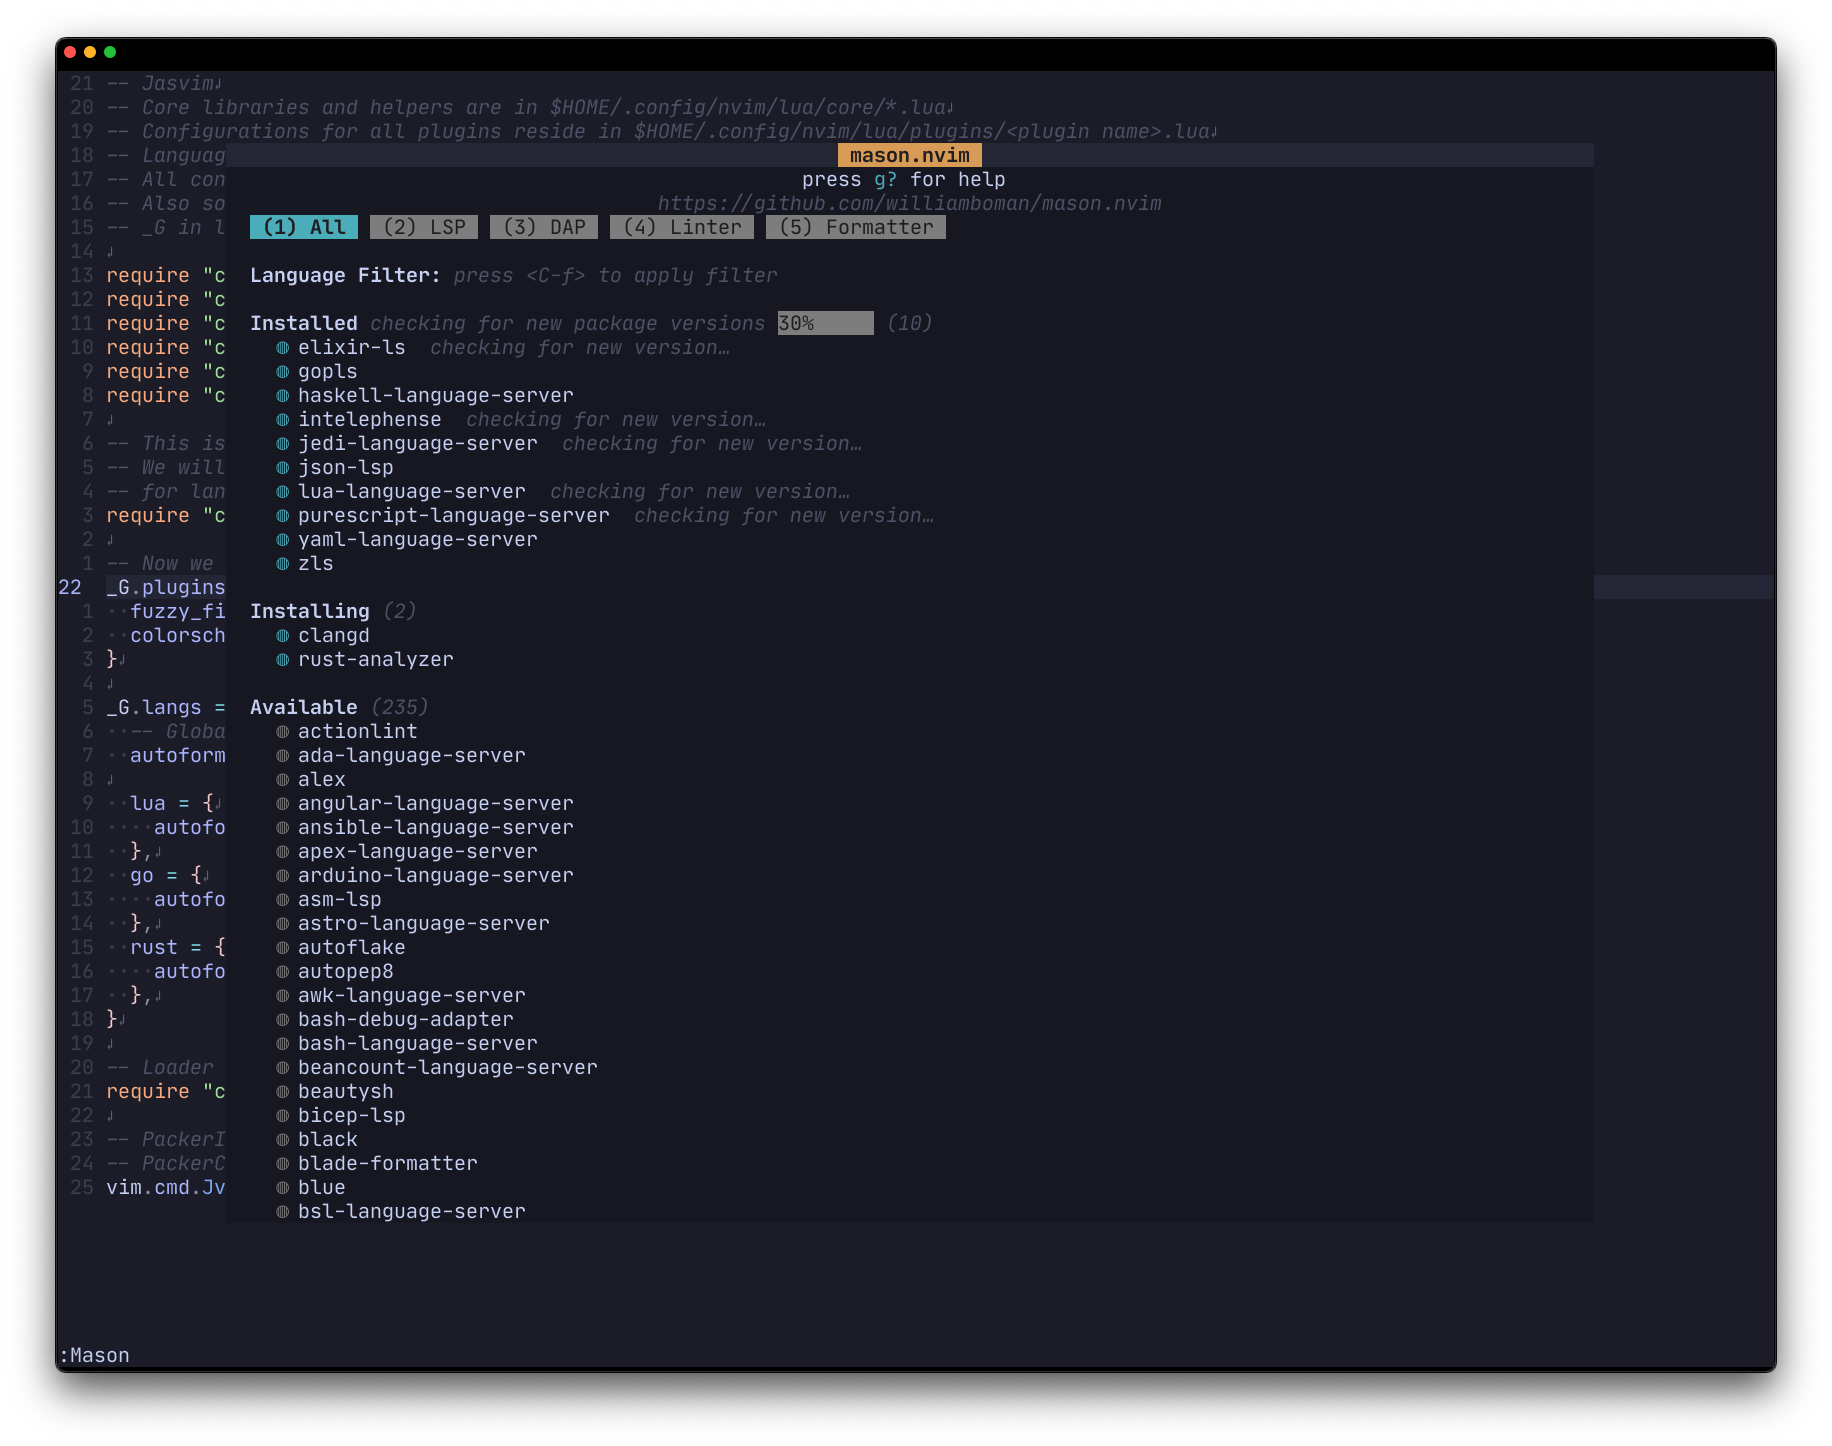 21 -- Jasvim↲
20 -- Core libraries and helpers are in $HOME/.config/nvim/lua/core/*.lua↲
19 -- Configurations for all plugins reside in $HOME/.config/nvim/lua/plugins/<plugin name>.lua↲
18 -- Languag mason.nvim
17 -- All con press g? for help
16 -- Also so https://github.com/williamboman/mason.nvim
15 -- _G in l (1) All (2) LSP (3) DAP (4) Linter (5) Formatter
14 ↲
13 require "c Language Filter: press <C-f> to apply filter
12 require "c
11 require "c Installed checking for new package versions 30% (10)
10 require "c ◍ elixir-ls checking for new version…
9 require "c ◍ gopls
8 require "c ◍ haskell-language-server
7 ↲ ◍ intelephense checking for new version…
6 -- This is ◍ jedi-language-server checking for new version…
5 -- We will ◍ json-lsp
4 -- for lan ◍ lua-language-server checking for new version…
3 require "c ◍ purescript-language-server checking for new version…
2 ↲ ◍ yaml-language-server
1 -- Now we ◍ zls
22 _G.plugins
1 ··fuzzy_fi Installing (2)
2 ··colorsch ◍ clangd
3 }↲ ◍ rust-analyzer
4 ↲
5 _G.langs = Available (235)
6 ··-- Globa ◍ actionlint
7 ··autoform ◍ ada-language-server
8 ↲ ◍ alex
9 ··lua = {↲ ◍ angular-language-server
10 ····autofo ◍ ansible-language-server
11 ··},↲ ◍ apex-language-server
12 ··go = {↲ ◍ arduino-language-server
13 ····autofo ◍ asm-lsp
14 ··},↲ ◍ astro-language-server
15 ··rust = { ◍ autoflake
16 ····autofo ◍ autopep8
17 ··},↲ ◍ awk-language-server
18 }↲ ◍ bash-debug-adapter
19 ↲ ◍ bash-language-server
20 -- Loader ◍ beancount-language-server
21 require "c ◍ beautysh
22 ↲ ◍ bicep-lsp
23 -- PackerI ◍ black
24 -- PackerC ◍ blade-formatter
25 vim.cmd.Jv ◍ blue
◍ bsl-language-server
:Mason